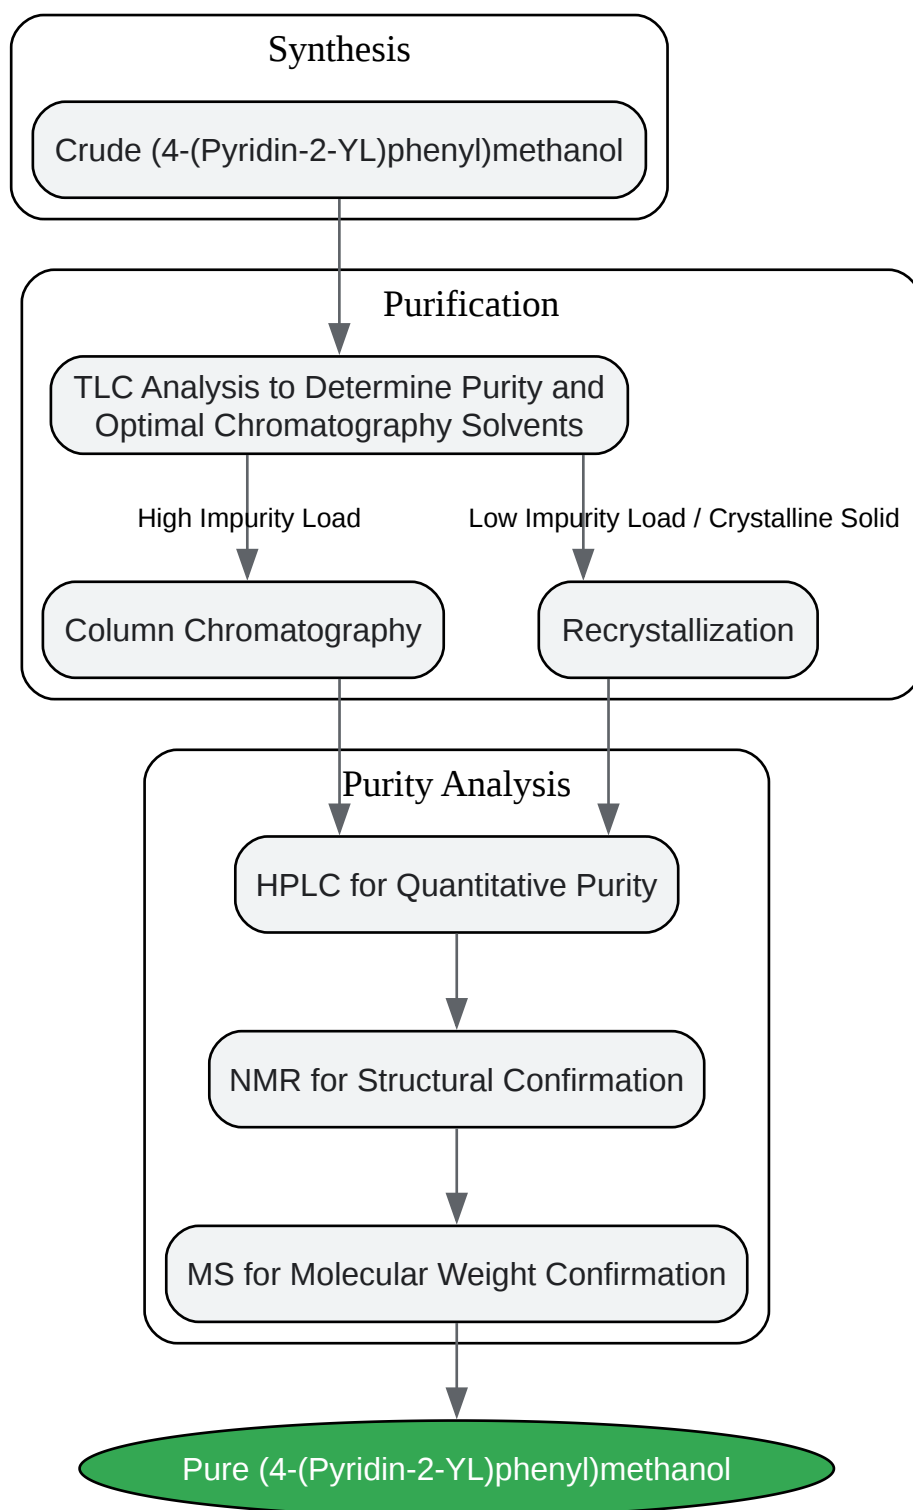 Synthesis
Crude (4-(Pyridin-2-YL)phenyl)methanol
Purification
TLC Analysis to Determine Purity and
Optimal Chromatography Solvents
High Impurity Load
Low Impurity Load / Crystalline Solid
Column Chromatography
Recrystallization
Purity Analysis
HPLC for Quantitative Purity
NMR for Structural Confirmation
MS for Molecular Weight Confirmation
Pure (4-(Pyridin-2-YL)phenyl)methanol